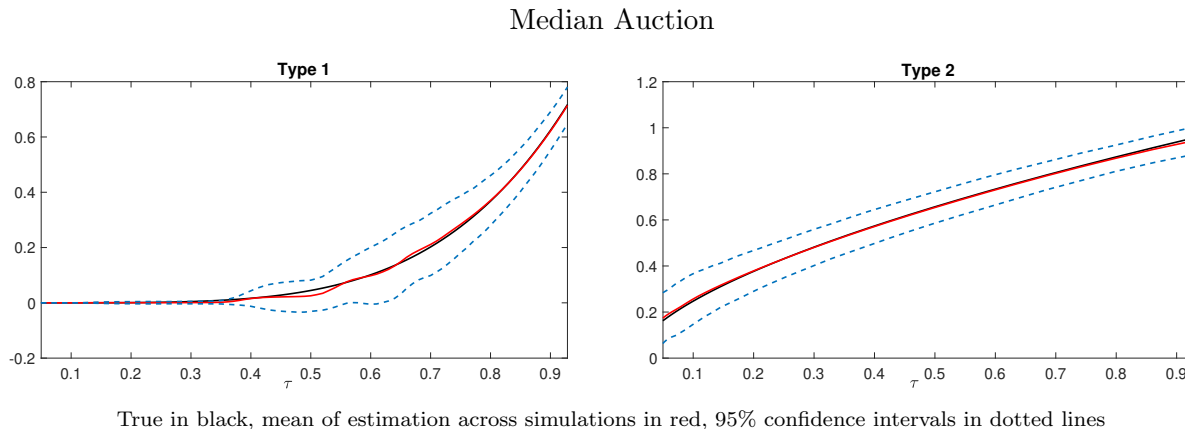 Median Auction
Type 1
0.8
0.6
0.4
0.2
0
-0.2
0.1 0.2 0.3 0.4 0.5 0.6 0.7 0.8 0.9
τ
Type 2
1.2
1
0.8
0.6
0.4
0.2
0
0.1 0.2 0.3 0.4 0.5 0.6 0.7 0.8 0.9
τ
True in black, mean of estimation across simulations in red, 95% confidence intervals in dotted lines